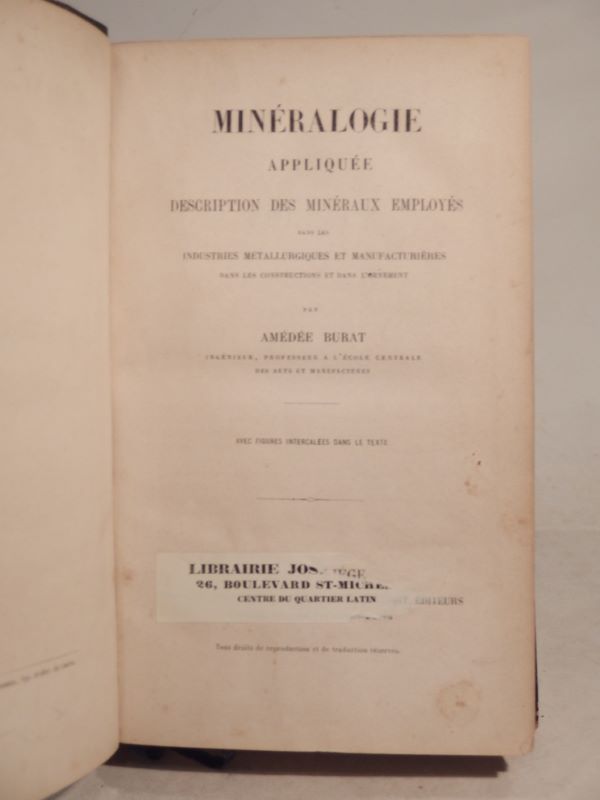 MINÉRALOGIE
APPLIQUÉE
DESCRIPTION DES MINÉRAUX EMPLOYÉS
DANS LES
INDUSTRIES MÉTALLURGIQUES ET MANUFACTURIÈRES
DANS LES CONSTRUCTIONS ET DANS L'ORNEMENT
PAR
AMÉDÉE BURAT
INGÉNIEUR, PROFESSEUR A L'ÉCOLE CENTRALE
DES ARTS ET MANUFACTURES
AVEC FIGURES INTERCALÉES DANS LE TEXTE
LIBRAIRIE JOS
26, BOULEVARD ST-MICHE
CENTRE DU QUARTIER LATIN
ÉDITEURS
Tous droits de reproduction et de traduction réservés.